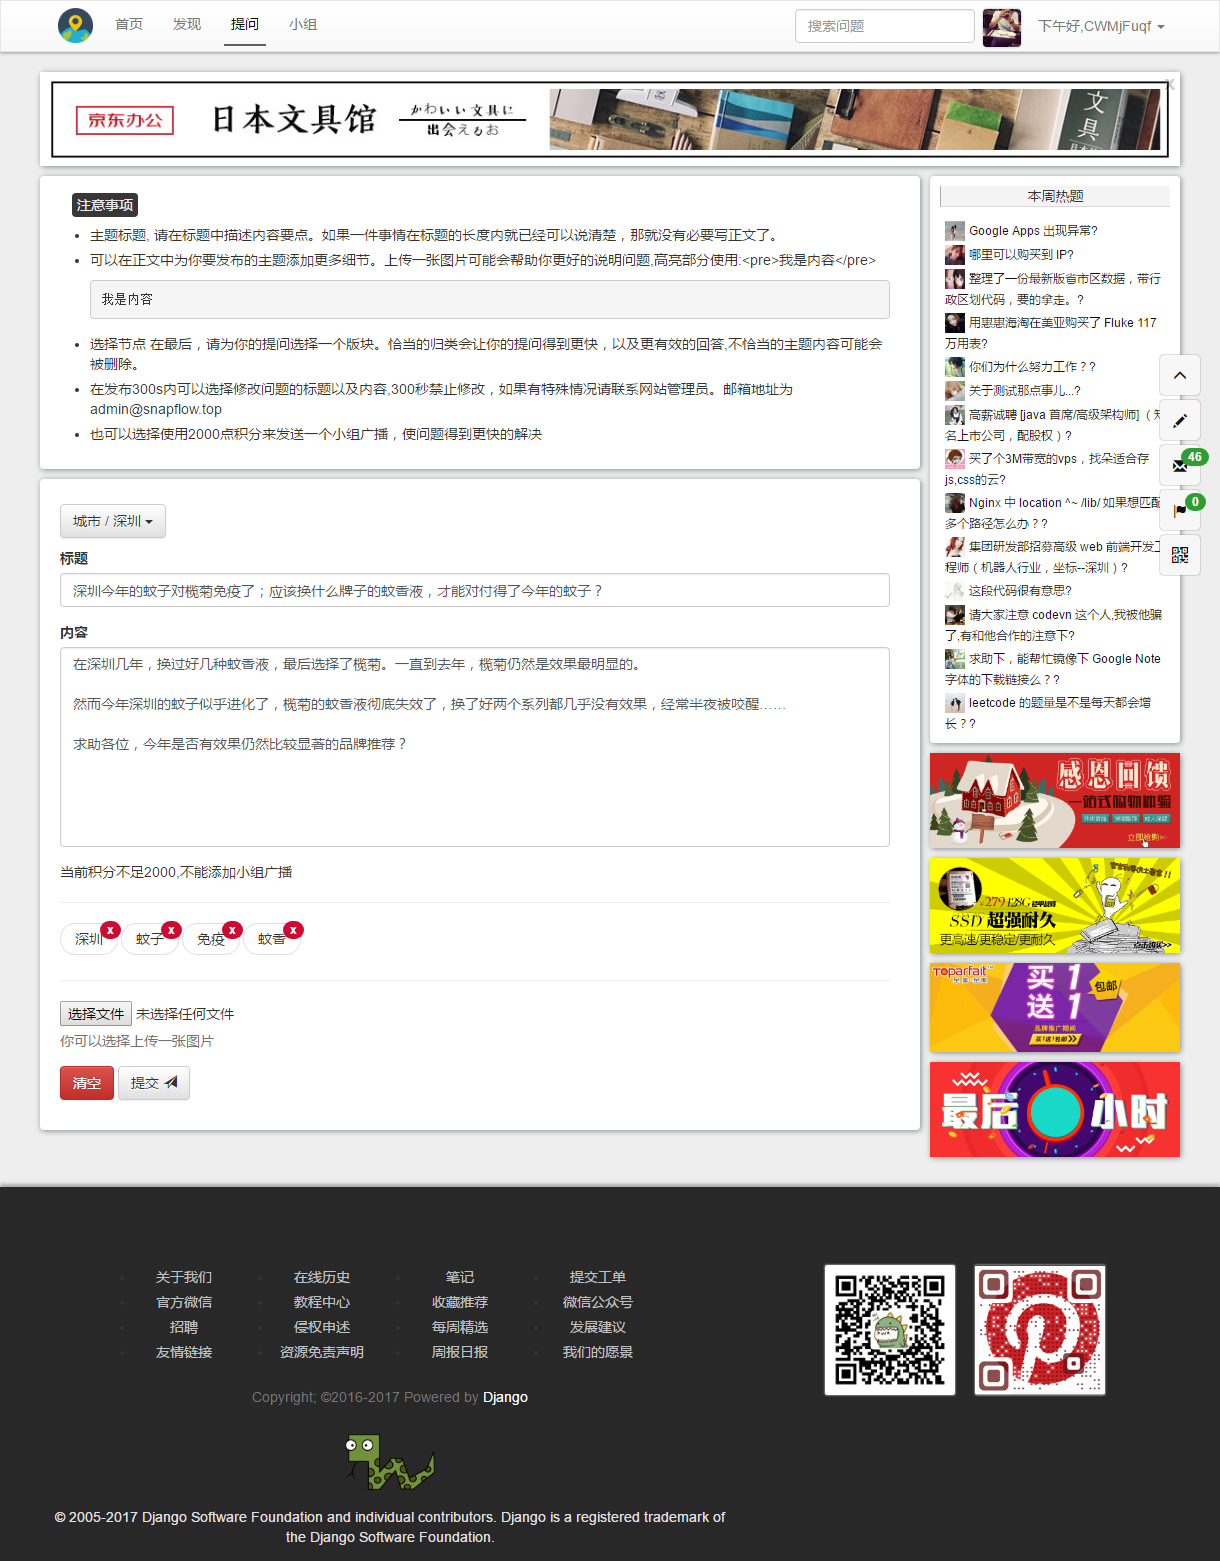 首页
发现
提问
小组
搜索问题
下午好,CWMjFuqf
x
京东办公
日本文具馆
かわいい文具に
出会えるお
文具
注意事项
主题标题, 请在标题中描述内容要点。如果一件事情在标题的长度内就已经可以说清楚，那就没有必要写正文了。
可以在正文中为你要发布的主题添加更多细节。上传一张图片可能会帮助你更好的说明问题,高亮部分使用:<pre>我是内容</pre>
我是内容
选择节点 在最后，请为你的提问选择一个版块。恰当的归类会让你的提问得到更快，以及更有效的回答,不恰当的主题内容可能会
被删除。
在发布300s内可以选择修改问题的标题以及内容,300秒禁止修改，如果有特殊情况请联系网站管理员。邮箱地址为
admin@snapflow.top
也可以选择使用2000点积分来发送一个小组广播，使问题得到更快的解决
城市 / 深圳
标题
深圳今年的蚊子对榄菊免疫了；应该换什么牌子的蚊香液，才能对付得了今年的蚊子？
内容
在深圳几年，换过好几种蚊香液，最后选择了榄菊。一直到去年，榄菊仍然是效果最明显的。
然而今年深圳的蚊子似乎进化了，榄菊的蚊香液彻底失效了，换了好两个系列都几乎没有效果，经常半夜被咬醒……
求助各位，今年是否有效果仍然比较显著的品牌推荐？
当前积分不足2000,不能添加小组广播
深圳 x
蚊子 x
免疫 x
蚊香 x
选择文件 未选择任何文件
你可以选择上传一张图片
清空
提交
本周热题
Google Apps 出现异常?
哪里可以购买到 IP?
整理了一份最新版省市区数据，带行
政区划代码，要的拿走。?
用惠惠海淘在美亚购买了 Fluke 117
万用表?
你们为什么努力工作？?
关于测试那点事儿...?
高薪诚聘 [java 首席/高级架构师] （知
名上市公司，配股权）?
买了个3M带宽的vps，找朵适合存
js,css的云?
Nginx 中 location ^~ /lib/ 如果想匹配
多个路径怎么办？?
集团研发部招募高级 web 前端开发工
程师（机器人行业，坐标--深圳）?
这段代码很有意思?
请大家注意 codevn 这个人,我被他骗
了,有和他合作的注意下?
求助下，能帮忙镜像下 Google Note
字体的下载链接么？?
leetcode 的题量是不是每天都会增
长？?
46
0
感恩回馈
一站式购物体验
立即抢购>
279 128G
SSD 超强耐久
更高速/更稳定/更耐久
点击购买>>
Toparfait
买1
送1
包邮
品牌推广期间
买1送1包邮
最后
小时
关于我们
在线历史
笔记
提交工单
官方微信
教程中心
收藏推荐
微信公众号
招聘
侵权申述
每周精选
发展建议
友情链接
资源免责声明
周报日报
我们的愿景
Copyright; ©2016-2017 Powered by Django
© 2005-2017 Django Software Foundation and individual contributors. Django is a registered trademark of
the Django Software Foundation.